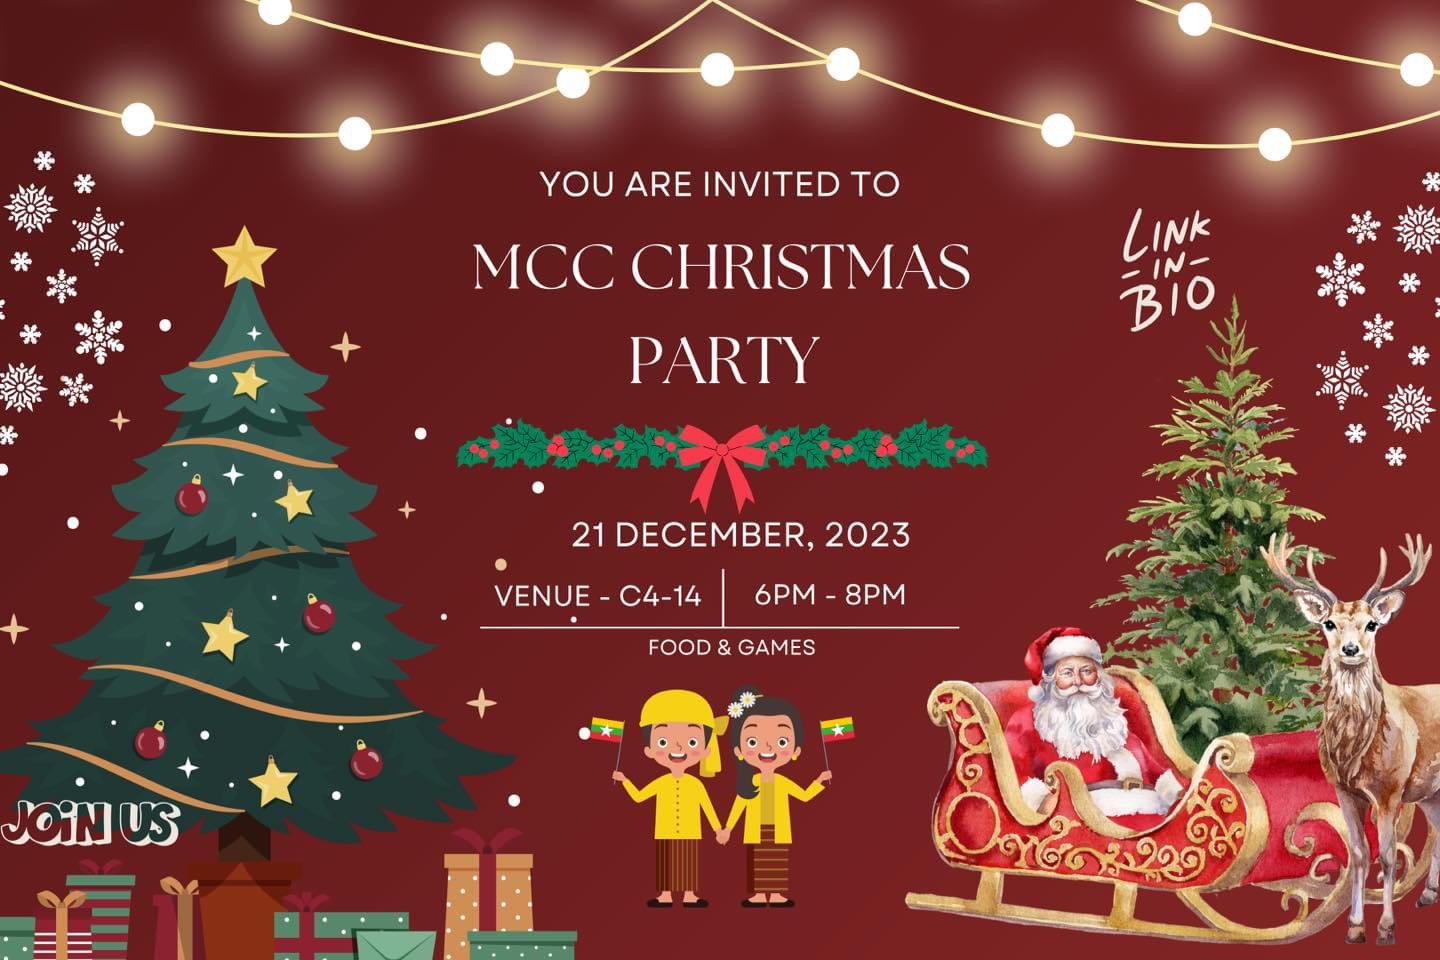 YOU ARE INVITED TO
MCC CHRISTMAS
PARTY
LINK
-IN-
BIO
21 DECEMBER, 2023
VENUE - C4-14
6PM - 8PM
FOOD & GAMES
JOIN US